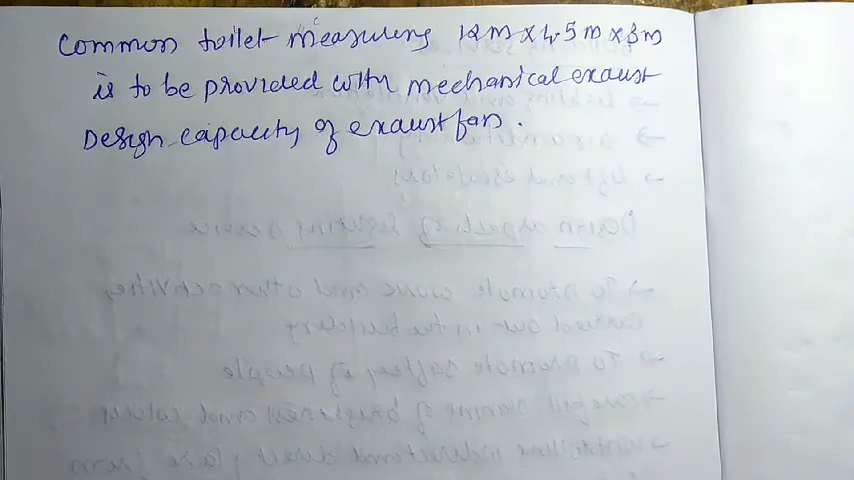 Common toilet measuring 12m x 4.5m x 3m
is to be provided with mechanical exaust
Design capacity of exaust fan.